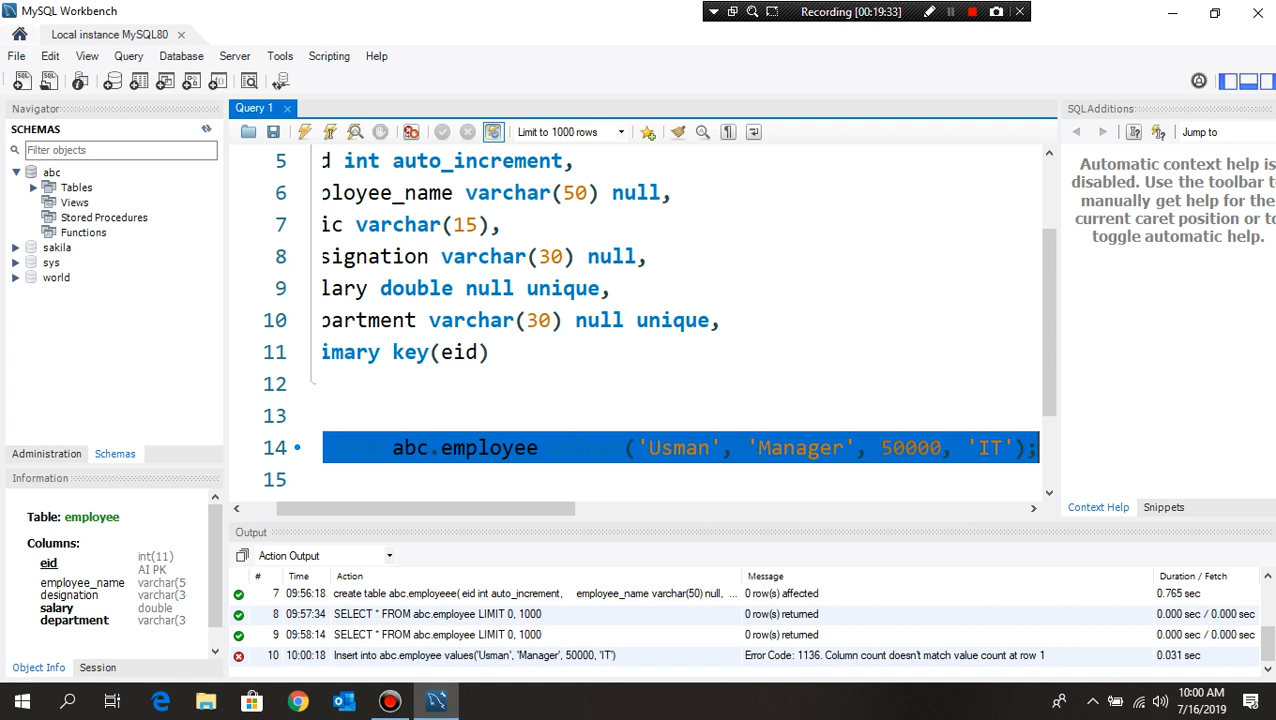 MySQL Workbench
Recording [00:19:33]
Local instance MySQL80
File Edit View Query Database Server Tools Scripting Help
Navigator
SCHEMAS
Filter objects
abc
Tables
Views
Stored Procedures
Functions
sakila
sys
world
Administration Schemas
Information
Table: employee
Columns:
eid int(11)
AI PK
employee_name varchar(5
designation varchar(3
salary double
department varchar(3
Object Info Session
Query 1
Limit to 1000 rows
5 d int auto_increment,
6 ployee_name varchar(50) null,
7 ic varchar(15),
8 signation varchar(30) null,
9 lary double null unique,
10 partment varchar(30) null unique,
11 imary key(eid)
12
13
14 abc.employee ('Usman', 'Manager', 50000, 'IT');
15
SQLAdditions
Jump to
Automatic context help is
disabled. Use the toolbar t
manually get help for the
current caret position or to
toggle automatic help.
Context Help Snippets
Output
Action Output
# Time Action Message Duration / Fetch
7 09:56:18 create table abc.employeee( eid int auto_increment, employee_name varchar(50) null, ... 0 row(s) affected 0.765 sec
8 09:57:34 SELECT * FROM abc.employee LIMIT 0, 1000 0 row(s) returned 0.000 sec / 0.000 sec
9 09:58:14 SELECT * FROM abc.employee LIMIT 0, 1000 0 row(s) returned 0.000 sec / 0.000 sec
10 10:00:18 Insert into abc.employee values('Usman', 'Manager', 50000, 'IT') Error Code: 1136. Column count doesn't match value count at row 1 0.031 sec
10:00 AM
7/16/2019